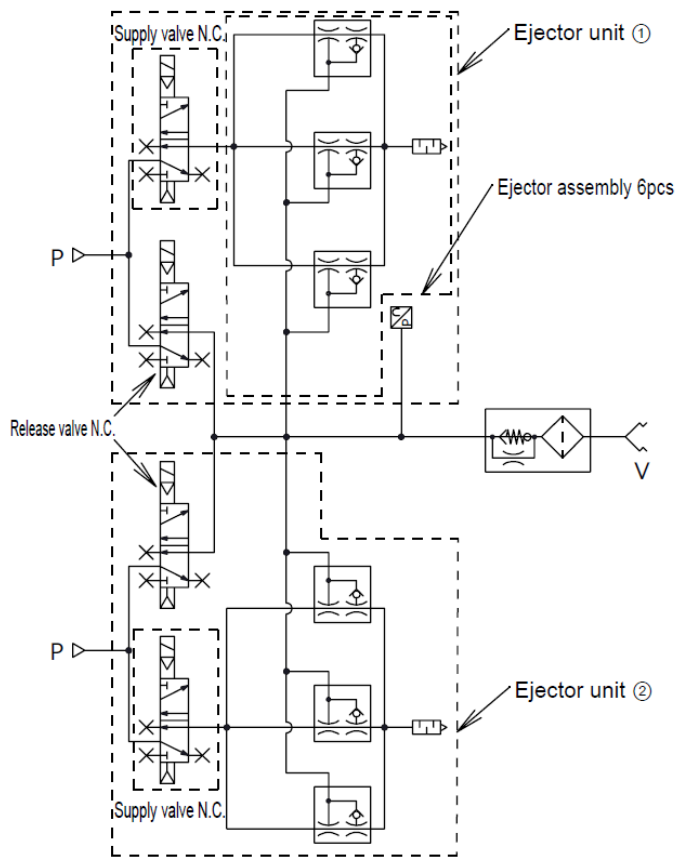 Supply valve N.C.
Ejector unit ①
Ejector assembly 6pcs
P
P n
Release valve N.C.
V
P
Ejector unit ②
Supply valve N.C.